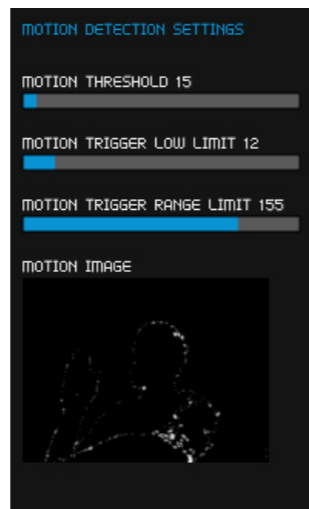 MOTION DETECTION SETTINGS
MOTION THRESHOLD 15
MOTION TRIGGER LOW LIMIT 12
MOTION TRIGGER RANGE LIMIT 155
MOTION IMAGE